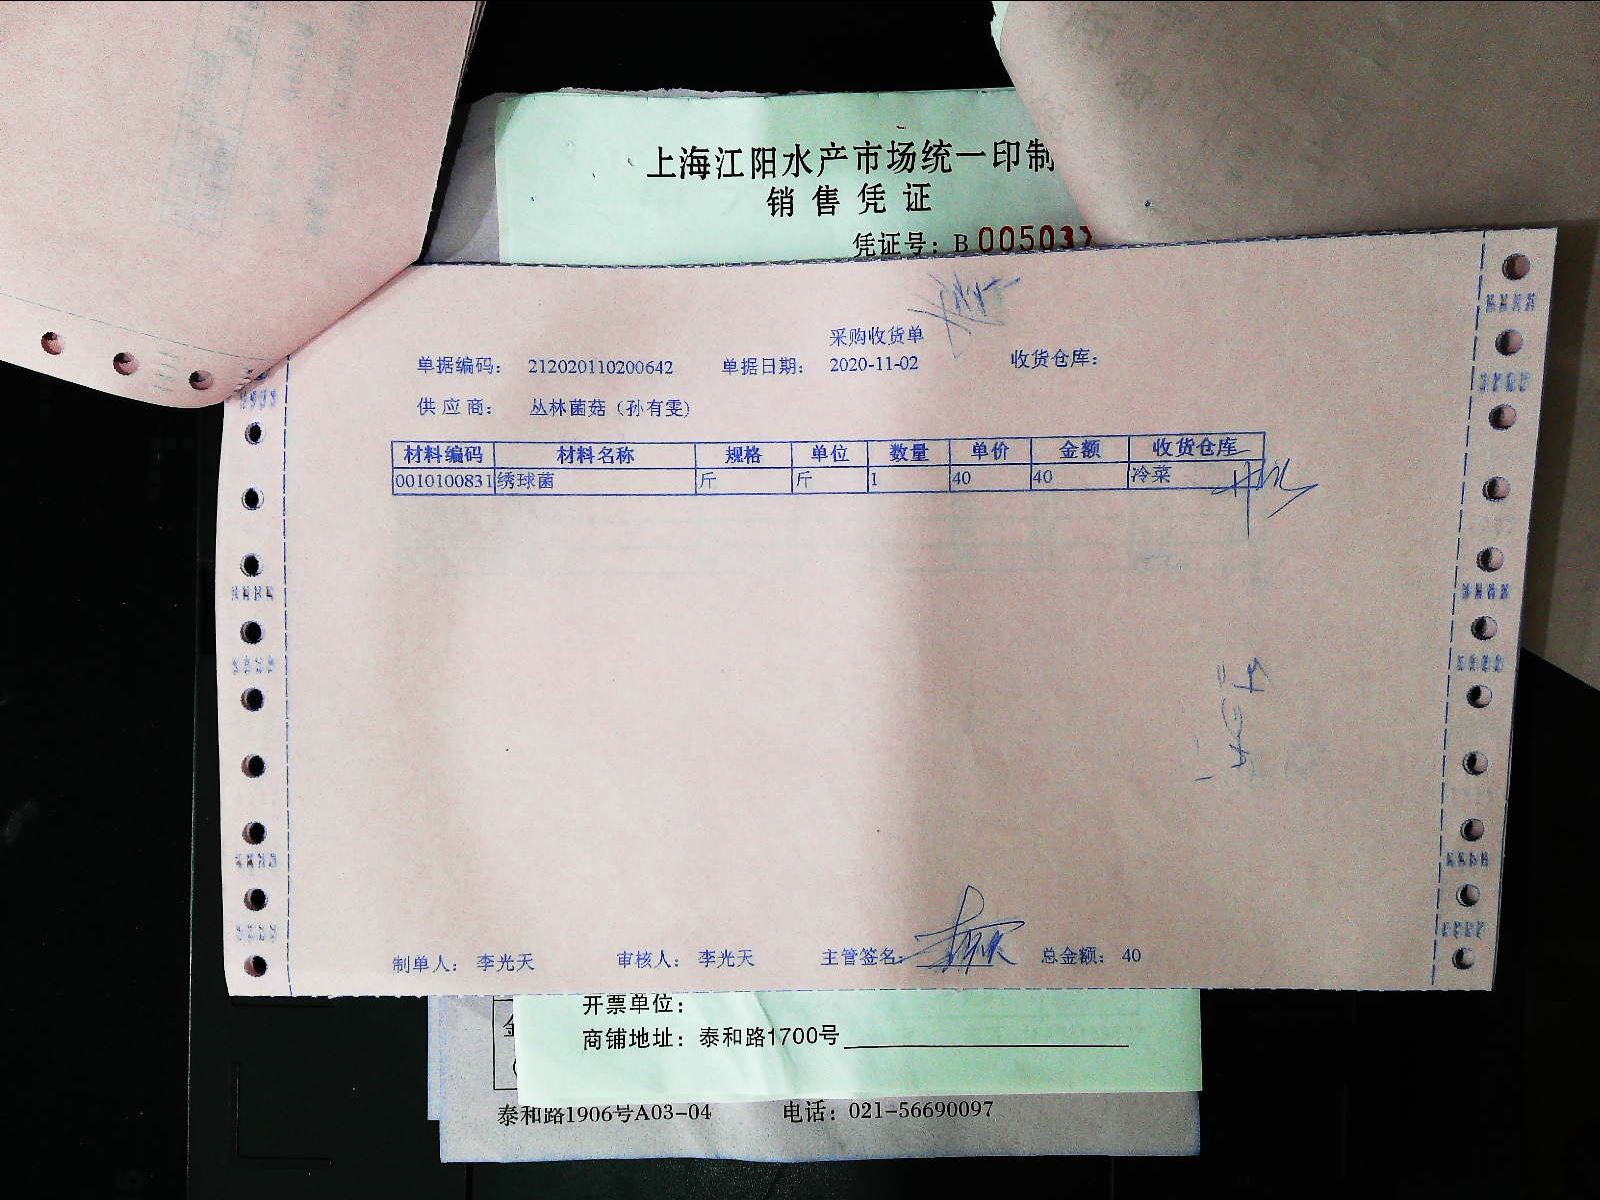 上海江阳水产市场统一印制
销售凭证
凭证号：B 005037
采购收货单
单据编码： 212020110200642 单据日期： 2020-11-02 收货仓库：
供应商： 丛林菌菇（孙有雯）
材料编码 材料名称 规格 单位 数量 单价 金额 收货仓库
0010100831 绣球菌 斤 斤 1 40 40 冷菜
制单人： 李光天 审核人： 李光天 主管签名： 总金额： 40
开票单位：
商铺地址：泰和路1700号
金
泰和路1906号A03-04 电话：021-56690097